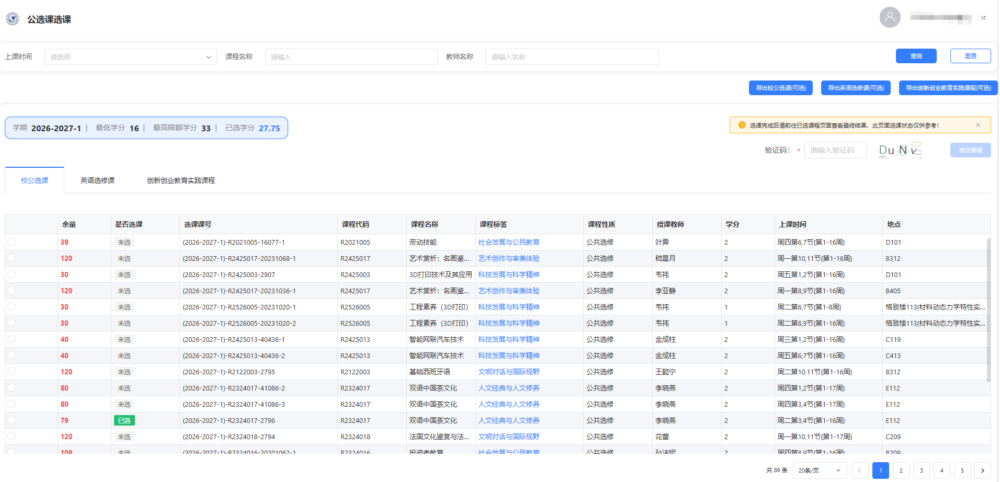 公选课选课
上课时间 请选择 课程名称 请输入 教师名称 请输入名称 查询 重置
导出校公选课(可选) 导出英语选修课(可选) 导出创新创业教育实践课程(可选)
学期 2026-2027-1 | 最低学分 16 | 最高限额学分 33 | 已选学分 27.75
选课完成后请前往已选课程页面查看最终结果，此页面选课状态仅供参考！
验证码： * 请输入验证码 DuNv 选定课程
校公选课 英语选修课 创新创业教育实践课程
余量 是否选课 选课课号 课程代码 课程名称 课程标签 课程性质 授课教师 学分 上课时间 地点
39 未选 (2026-2027-1)-R2021005-16077-1 R2021005 劳动技能 社会发展与公民教育 公共选修 叶霁 2 周四第6,7节{第1-16周} D101
120 未选 (2026-2027-1)-R2425017-20231068-1 R2425017 艺术赏析：名画鉴... 艺术创作与审美体验 公共选修 嵇星月 2 周一第10,11节{第1-16周} B312
30 未选 (2026-2027-1)-R2425003-2907 R2425003 3D打印技术及其应用 科技发展与科学精神 公共选修 韦祎 2 周五第1,2节{第1-16周} D101
120 未选 (2026-2027-1)-R2425017-20231036-1 R2425017 艺术赏析：名画鉴... 艺术创作与审美体验 公共选修 李亚静 2 周一第8,9节{第1-16周} B405
30 未选 (2026-2027-1)-R2526005-20231020-1 R2526005 工程素养（3D打印） 科技发展与科学精神 公共选修 韦祎 1 周二第6,7节{第1-8周} 格致楼113(材料动态力学特性实...
30 未选 (2026-2027-1)-R2526005-20231020-2 R2526005 工程素养（3D打印） 科技发展与科学精神 公共选修 韦祎 1 周二第8,9节{第1-16周} 格致楼113(材料动态力学特性实...
40 未选 (2026-2027-1)-R2425013-40436-1 R2425013 智能网联汽车技术 科技发展与科学精神 公共选修 金成柱 2 周三第1,2节{第1-16周} C119
40 未选 (2026-2027-1)-R2425013-40436-2 R2425013 智能网联汽车技术 科技发展与科学精神 公共选修 金成柱 2 周五第6,7节{第1-16周} C413
120 未选 (2026-2027-1)-R2122003-2795 R2122003 基础西班牙语 文明对话与国际视野 公共选修 王懿宁 2 周二第10,11节{第1-16周} B312
80 未选 (2026-2027-1)-R2324017-41086-2 R2324017 双语中国茶文化 人文经典与人文修养 公共选修 李晓燕 2 周四第1,2节{第1-17周} E112
80 未选 (2026-2027-1)-R2324017-41086-3 R2324017 双语中国茶文化 人文经典与人文修养 公共选修 李晓燕 2 周四第3,4节{第1-17周} E112
79 已选 (2026-2027-1)-R2324017-2796 R2324017 双语中国茶文化 人文经典与人文修养 公共选修 李晓燕 2 周二第3,4节{第1-16周} E112
120 未选 (2026-2027-1)-R2324018-2794 R2324018 法国文化鉴赏与法... 文明对话与国际视野 公共选修 花蕾 2 周一第10,11节{第1-17周} C209
109 未选 (2026-2027-1)-R2324016-20201062-1 R2324016 投资者教育 社会发展与公民教育 公共选修 孙洁妮 2 周四第8,9节{第1-16周} B209
共 86 条 20条/页 1 2 3 4 5